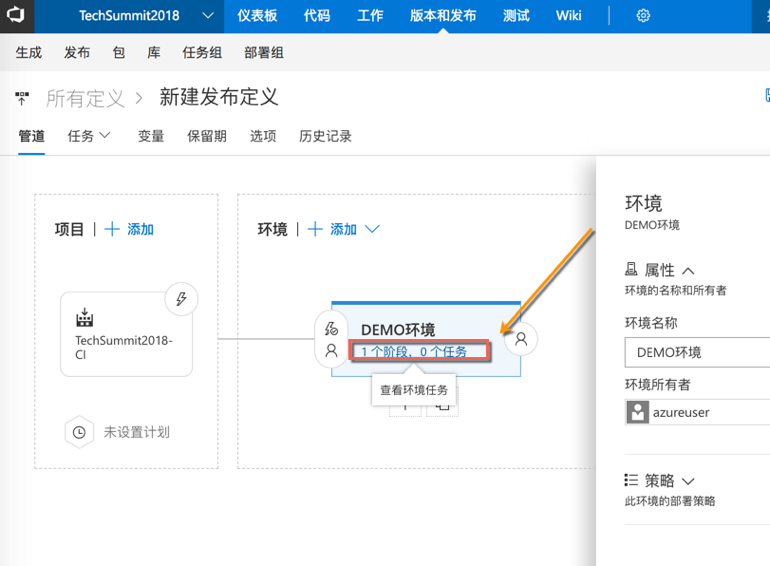 TechSummit2018 仪表板 代码 工作 版本和发布 测试 Wiki
生成 发布 包 库 任务组 部署组
所有定义 > 新建发布定义
管道 任务 变量 保留期 选项 历史记录
项目 | + 添加
环境 | + 添加
TechSummit2018-
CI
未设置计划
DEMO环境
1 个阶段，0 个任务
查看环境任务
环境
DEMO环境
属性
环境的名称和所有者
环境名称
DEMO环境
环境所有者
azureuser
策略
此环境的部署策略